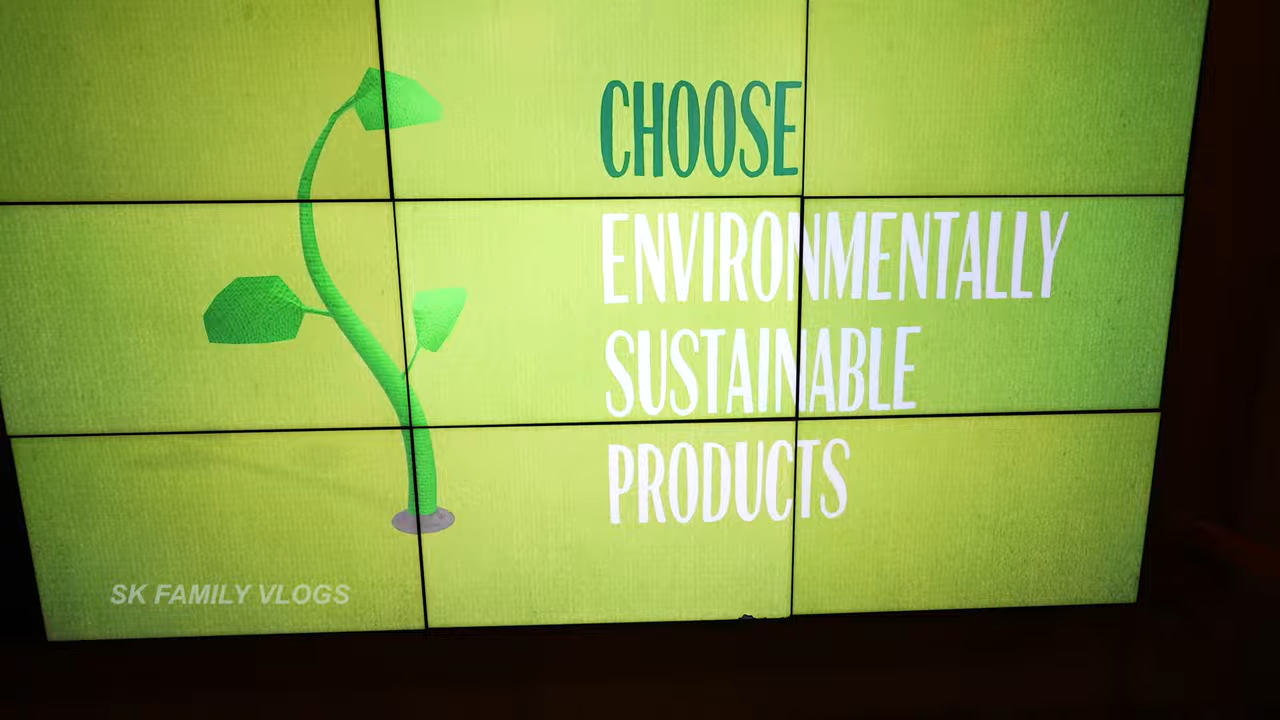 CHOOSE
ENVIRONMENTALLY
SUSTAINABLE
PRODUCTS
SK FAMILY VLOGS